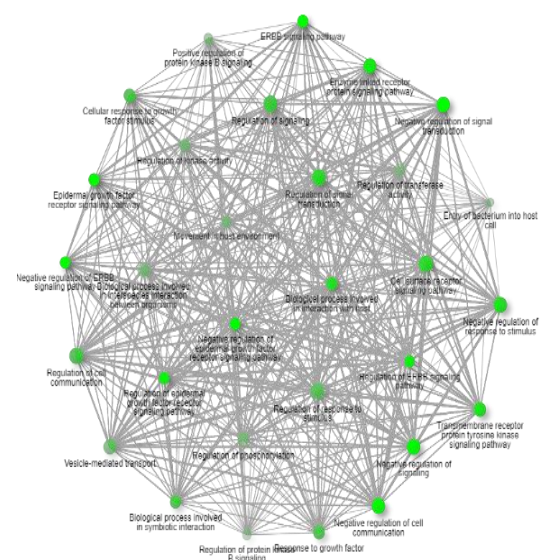 ERBB signaling pathway
Positive regulation of
protein kinase B signaling
Enzyme linked receptor
protein signaling pathway
Cellular response to growth
factor stimulus
Regulation of signaling
Negative regulation of signal
transduction
Regulation of kinase activity
Epidermal growth factor
receptor signaling pathway
Regulation of signal
transduction
Regulation of transferase
activity
Entry of bacterium into host
cell
Movement in host environment
Negative regulation of ERBB
signaling pathway
Biological process involved
in interspecies interaction
between organisms
Cell surface receptor
signaling pathway
Biological process involved
in interaction with host
Negative regulation of
response to stimulus
Negative regulation of
epidermal growth factor
receptor signaling pathway
Regulation of cell
communication
Regulation of epidermal
growth factor receptor
signaling pathway
Regulation of ERBB signaling
pathway
Regulation of response to
stimulus
Transmembrane receptor
protein tyrosine kinase
signaling pathway
Vesicle-mediated transport
Regulation of phosphorylation
Negative regulation of
signaling
Biological process involved
in symbiotic interaction
Negative regulation of cell
communication
Regulation of protein kinase
B signaling
Response to growth factor